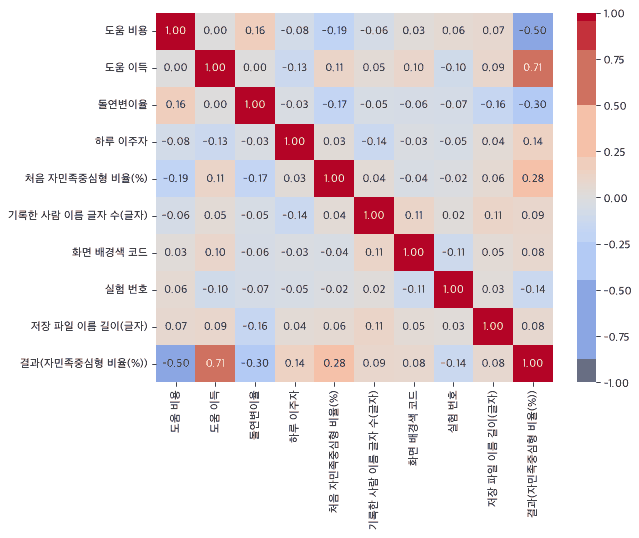 도움 비용 1.00 0.00 0.16 -0.08 -0.19 -0.06 0.03 0.06 0.07 -0.50
도움 이득 0.00 1.00 0.00 -0.13 0.11 0.05 0.10 -0.10 0.09 0.71
돌연변이율 0.16 0.00 1.00 -0.03 -0.17 -0.05 -0.06 -0.07 -0.16 -0.30
하루 이주자 -0.08 -0.13 -0.03 1.00 0.03 -0.14 -0.03 -0.05 0.04 0.14
처음 자민족중심형 비율(%) -0.19 0.11 -0.17 0.03 1.00 0.04 -0.04 -0.02 0.06 0.28
기록한 사람 이름 글자 수(글자) -0.06 0.05 -0.05 -0.14 0.04 1.00 0.11 0.02 0.11 0.09
화면 배경색 코드 0.03 0.10 -0.06 -0.03 -0.04 0.11 1.00 -0.11 0.05 0.08
실험 번호 0.06 -0.10 -0.07 -0.05 -0.02 0.02 -0.11 1.00 0.03 -0.14
저장 파일 이름 길이(글자) 0.07 0.09 -0.16 0.04 0.06 0.11 0.05 0.03 1.00 0.08
결과(자민족중심형 비율(%)) -0.50 0.71 -0.30 0.14 0.28 0.09 0.08 -0.14 0.08 1.00
도움 비용
도움 이득
돌연변이율
하루 이주자
처음 자민족중심형 비율(%)
기록한 사람 이름 글자 수(글자)
화면 배경색 코드
실험 번호
저장 파일 이름 길이(글자)
결과(자민족중심형 비율(%))
1.00
0.75
0.50
0.25
0.00
-0.25
-0.50
-0.75
-1.00